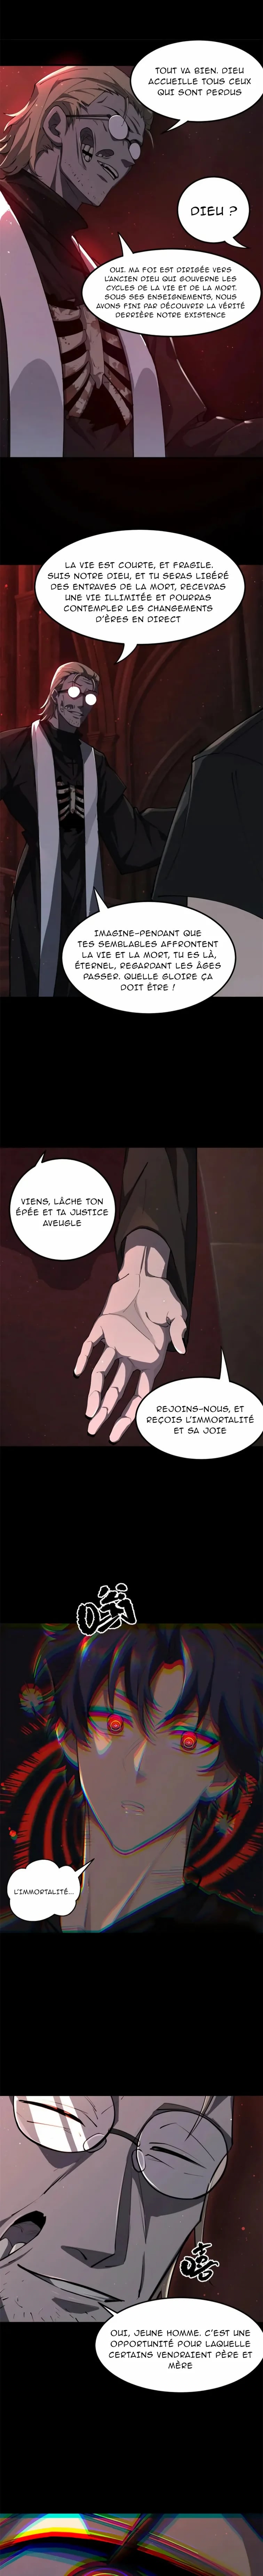 TOUT VA BIEN. DIEU
ACCUEILLE TOUS CEUX
QUI SONT PERDUS
DIEU ?
OUI. MA FOI EST DIRIGÉE VERS
L'ANCIEN DIEU QUI GOUVERNE LES
CYCLES DE LA VIE ET DE LA MORT.
SOUS SES ENSEIGNEMENTS, NOUS
AVONS FINI PAR DÉCOUVRIR LA VÉRITÉ
DERRIÈRE NOTRE EXISTENCE
LA VIE EST COURTE, ET FRAGILE.
SUIS NOTRE DIEU, ET TU SERAS LIBÉRÉ
DES ENTRAVES DE LA MORT, RECEVRAS
UNE VIE ILLIMITÉE ET POURRAS
CONTEMPLER LES CHANGEMENTS
D'ÈRES EN DIRECT
IMAGINE-PENDANT QUE
TES SEMBLABLES AFFRONTENT
LA VIE ET LA MORT, TU ES LÀ,
ÉTERNEL, REGARDANT LES ÂGES
PASSER. QUELLE GLOIRE ÇA
DOIT ÊTRE !
VIENS, LÂCHE TON
ÉPÉE ET TA JUSTICE
AVEUGLE
REJOINS-NOUS, ET
REÇOIS L'IMMORTALITÉ
ET SA JOIE
L'IMMORTALITÉ...
嘻
OUI, JEUNE HOMME. C'EST UNE
OPPORTUNITÉ POUR LAQUELLE
CERTAINS VENDRAIENT PÈRE ET
MÈRE